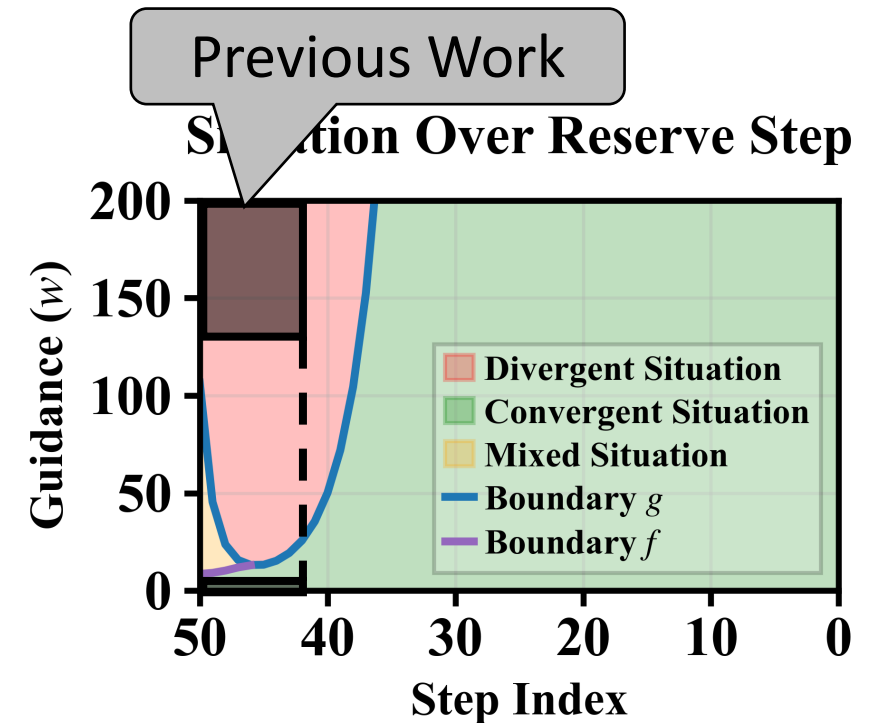 Previous Work
Over Reserve Step
200
150
100
50
0
50 40 30 20 10 0
Guidance (w)
Step Index
Divergent Situation
Convergent Situation
Mixed Situation
Boundary g
Boundary f